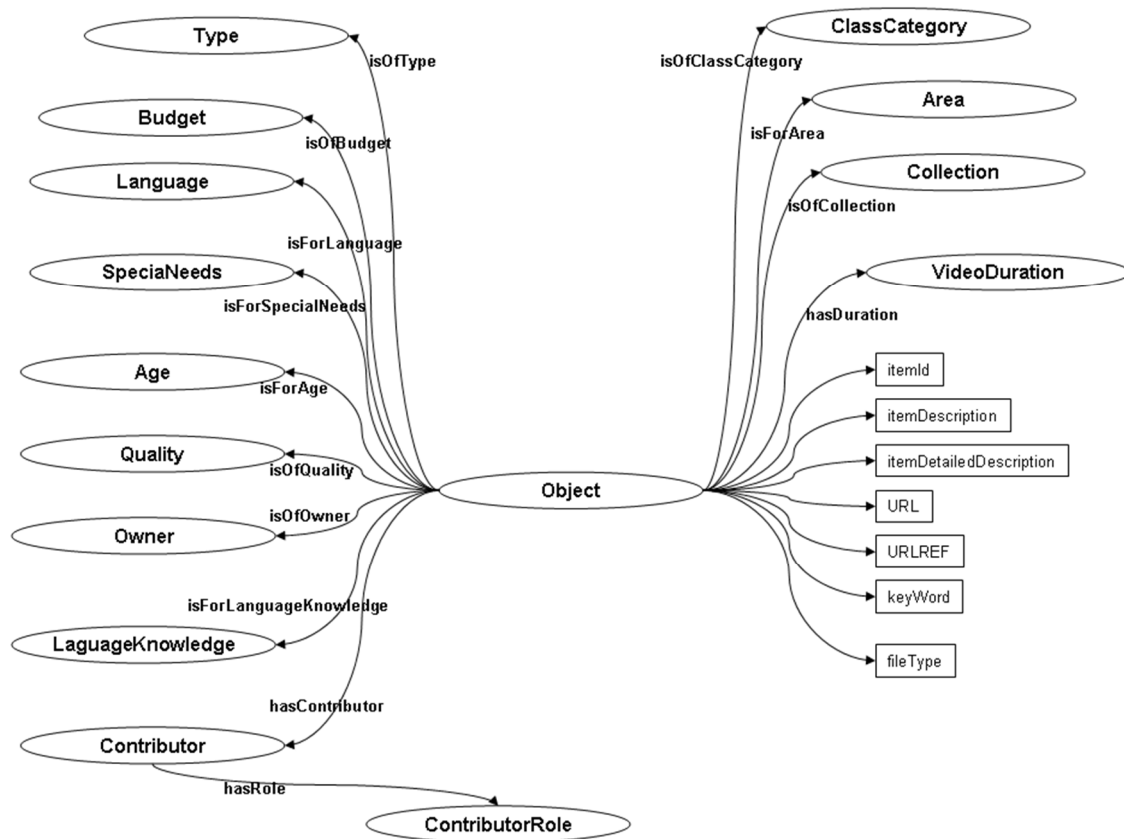 Type
ClassCategory
isOfType
isOfClassCategory
Budget
Area
isOfBudget
isForArea
Language
Collection
isOfCollection
isForLanguage
SpeciaNeeds
VideoDuration
isForSpecialNeeds
hasDuration
Age
itemId
isForAge
itemDescription
Quality
itemDetailedDescription
isOfQuality
Object
URL
isOfOwner
Owner
URLREF
isForLanguageKnowledge
keyWord
LaguageKnowledge
fileType
hasContributor
Contributor
hasRole
ContributorRole